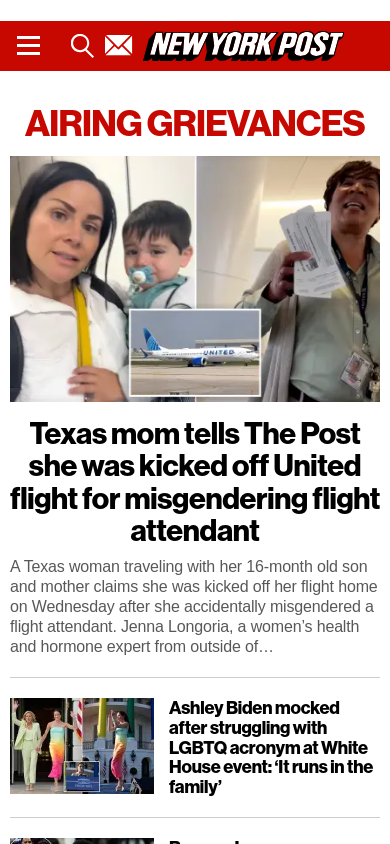 NEW YORK POST
AIRING GRIEVANCES
UNITED
Texas mom tells The Post
she was kicked off United
flight for misgendering flight
attendant
A Texas woman traveling with her 16-month old son
and mother claims she was kicked off her flight home
on Wednesday after she accidentally misgendered a
flight attendant. Jenna Longoria, a women’s health
and hormone expert from outside of…
Ashley Biden mocked
after struggling with
LGBTQ acronym at White
House event: ‘It runs in the
family’